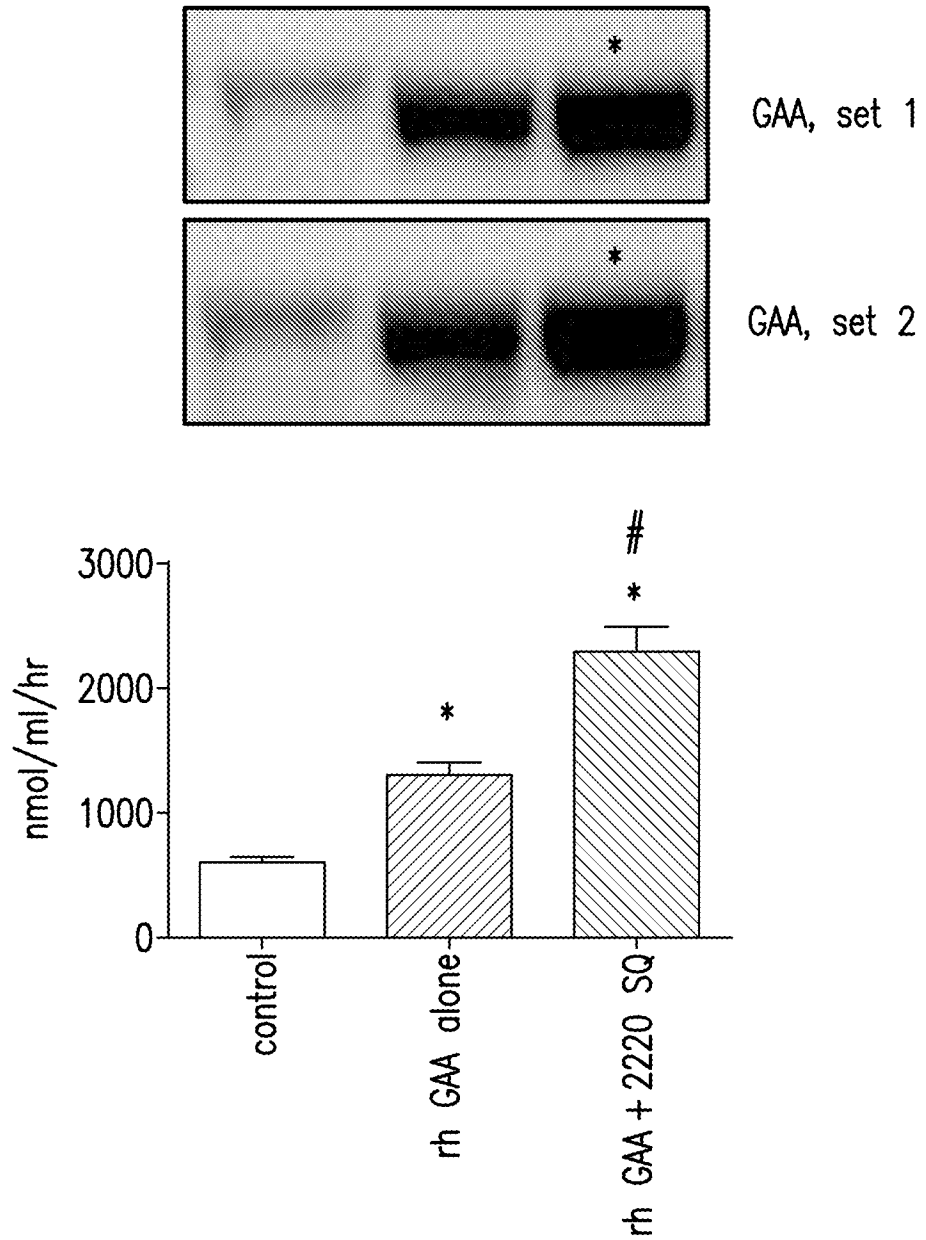 *
GAA, set 1
*
GAA, set 2
#
*
*
3000
2000
1000
0
nmol/ml/hr
control
rh GAA alone
rh GAA + 2220 SQ